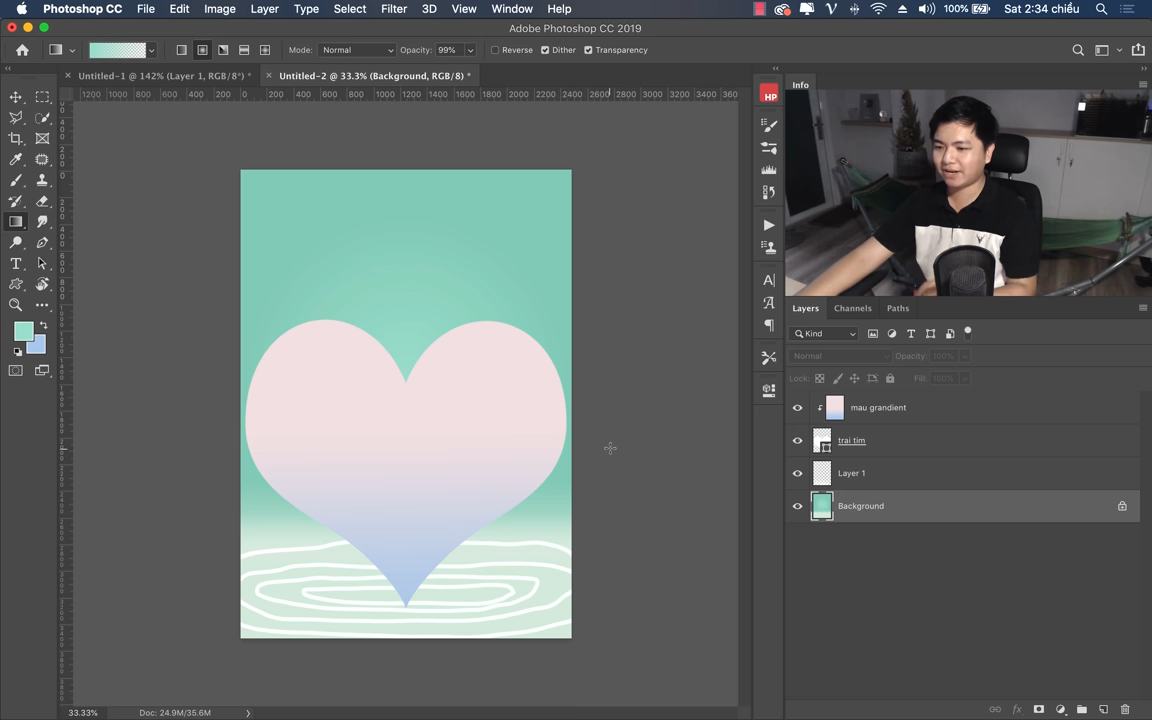 Photoshop CC File Edit Image Layer Type Select Filter 3D View Window Help 100% Sat 2:34 chiều
Adobe Photoshop CC 2019
Mode: Normal Opacity: 99% Reverse Dither Transparency
Untitled-1 @ 142% (Layer 1, RGB/8*) * Untitled-2 @ 33.3% (Background, RGB/8) *
1200 1000 800 600 400 200 0 200 400 600 800 1000 1200 1400 1600 1800 2000 2200 2400 2600 2800 3000 3200 3400 360
HP
Info
Layers Channels Paths
Kind
Normal Opacity: 100%
Lock: Fill: 100%
mau grandient
trai tim
Layer 1
Background
33.33% Doc: 24.9M/35.6M